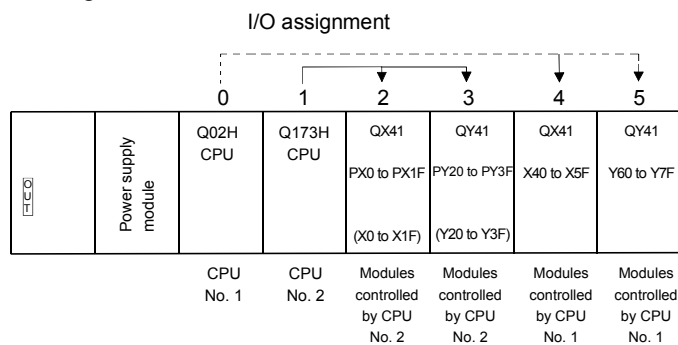 I/O assignment
0 1 2 3 4 5
OUT
Power supply module
Q02H CPU
Q173H CPU
QX41
PX0 to PX1F
(X0 to X1F)
QY41
PY20 to PY3F
(Y20 to Y3F)
QX41
X40 to X5F
QY41
Y60 to Y7F
CPU No. 1
CPU No. 2
Modules controlled by CPU No. 2
Modules controlled by CPU No. 2
Modules controlled by CPU No. 1
Modules controlled by CPU No. 1